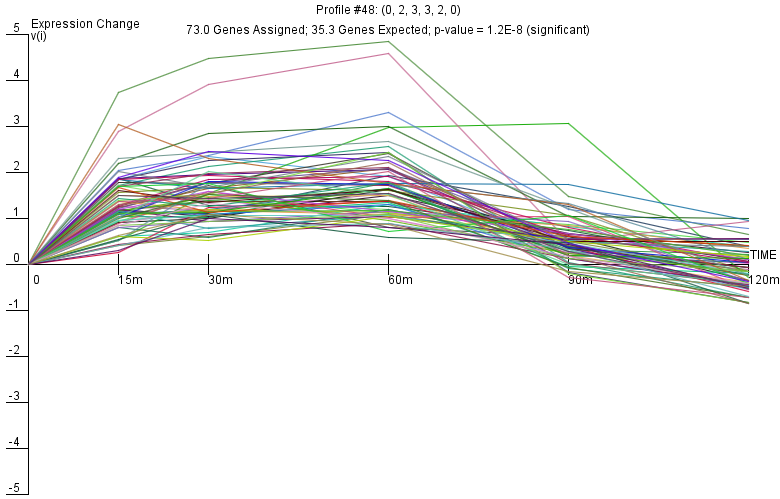 Profile #48: (0, 2, 3, 3, 2, 0)
Expression Change
v(i)
73.0 Genes Assigned; 35.3 Genes Expected; p-value = 1.2E-8 (significant)
5
4
3
2
1
0
-1
-2
-3
-4
-5
TIME
0 15m 30m 60m 90m 120m